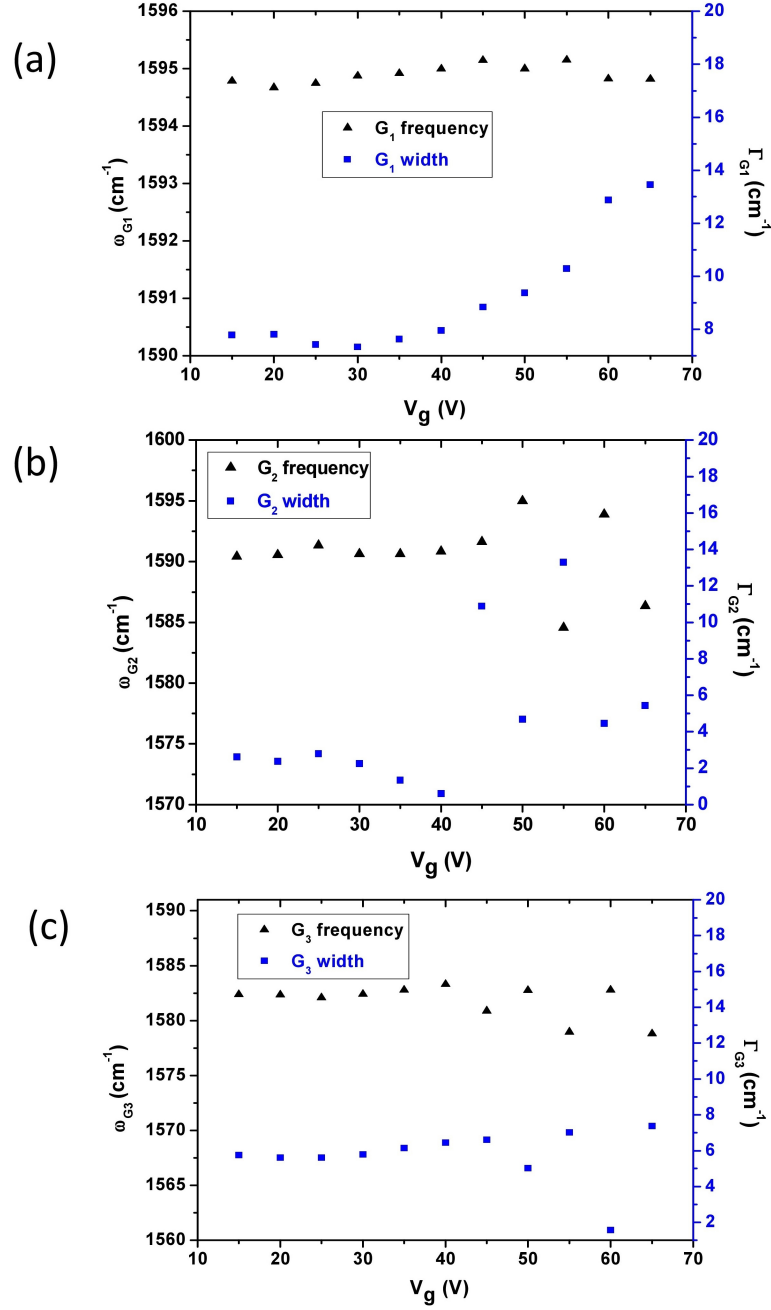 (a)
1596
1595
1594
1593
1592
1591
1590
20
18
16
14
12
10
8
10 20 30 40 50 60 70
G1 frequency
G1 width
ωG1 (cm-1)
ΓG1 (cm-1)
Vg (V)
(b)
1600
1595
1590
1585
1580
1575
1570
20
18
16
14
12
10
8
6
4
2
0
10 20 30 40 50 60 70
G2 frequency
G2 width
ωG2 (cm-1)
ΓG2 (cm-1)
Vg (V)
(c)
1590
1585
1580
1575
1570
1565
1560
20
18
16
14
12
10
8
6
4
2
10 20 30 40 50 60 70
G3 frequency
G3 width
ωG3 (cm-1)
ΓG3 (cm-1)
Vg (V)